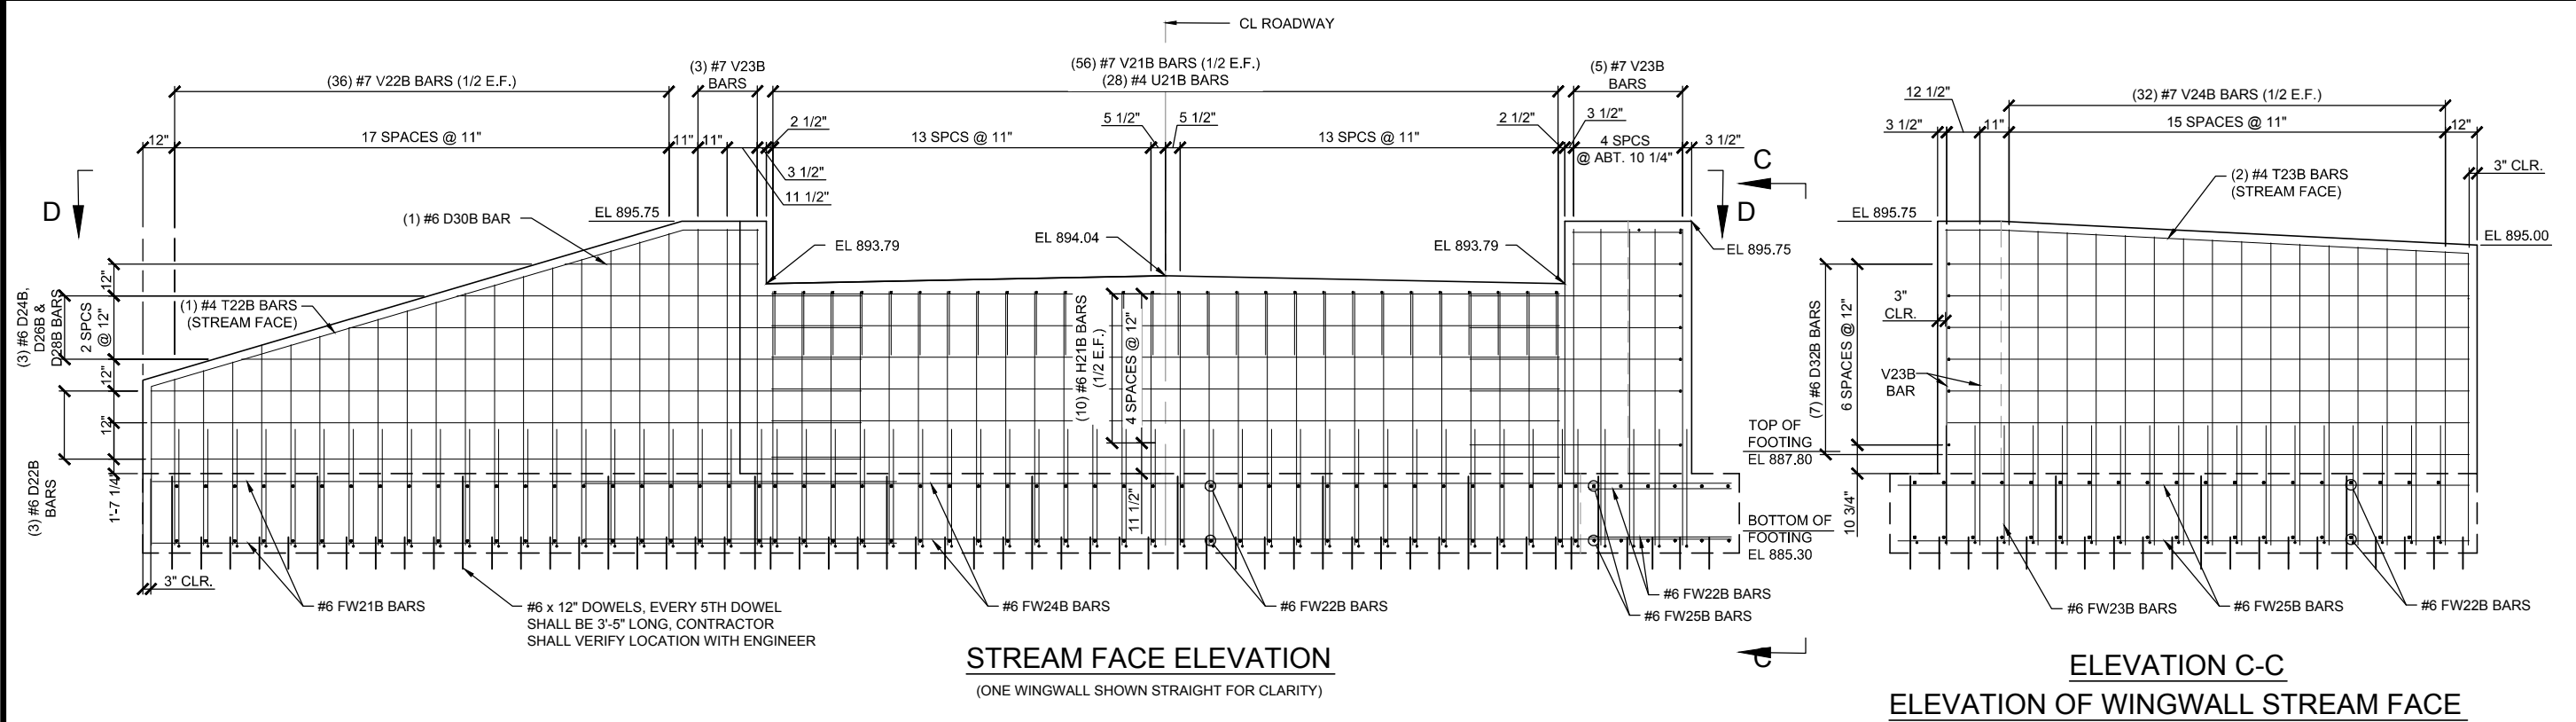 CL ROADWAY
(36) #7 V22B BARS (1/2 E.F.)
(3) #7 V23B
BARS
(56) #7 V21B BARS (1/2 E.F.)
(28) #4 U21B BARS
(5) #7 V23B
BARS
12"
17 SPACES @ 11"
11"
11"
2 1/2"
3 1/2"
11 1/2"
13 SPCS @ 11"
5 1/2"
5 1/2"
13 SPCS @ 11"
2 1/2"
3 1/2"
4 SPCS
@ ABT. 10 1/4"
3 1/2"
C
D
D
(1) #6 D30B BAR
EL 895.75
EL 893.79
EL 894.04
EL 893.79
EL 895.75
(3) #6 D24B,
D26B &
D28B BARS
2 SPCS
@ 12"
12"
12"
12"
1'-7 1/4"
(3) #6 D22B
BARS
(1) #4 T22B BARS
(STREAM FACE)
(10) #6 H21B BARS
(1/2 E.F.)
4 SPACES @ 12"
11 1/2"
TOP OF
FOOTING
EL 887.80
BOTTOM OF
FOOTING
EL 885.30
3" CLR.
#6 FW21B BARS
#6 x 12" DOWELS, EVERY 5TH DOWEL
SHALL BE 3'-5" LONG, CONTRACTOR
SHALL VERIFY LOCATION WITH ENGINEER
#6 FW24B BARS
#6 FW22B BARS
#6 FW22B BARS
#6 FW25B BARS
C
STREAM FACE ELEVATION
(ONE WINGWALL SHOWN STRAIGHT FOR CLARITY)
12 1/2"
(32) #7 V24B BARS (1/2 E.F.)
3 1/2"
11"
15 SPACES @ 11"
12"
3" CLR.
(2) #4 T23B BARS
(STREAM FACE)
EL 895.75
EL 895.00
(7) #6 D32B BARS
6 SPACES @ 12"
3"
CLR.
V23B
BAR
10 3/4"
#6 FW23B BARS
#6 FW25B BARS
#6 FW22B BARS
ELEVATION C-C
ELEVATION OF WINGWALL STREAM FACE